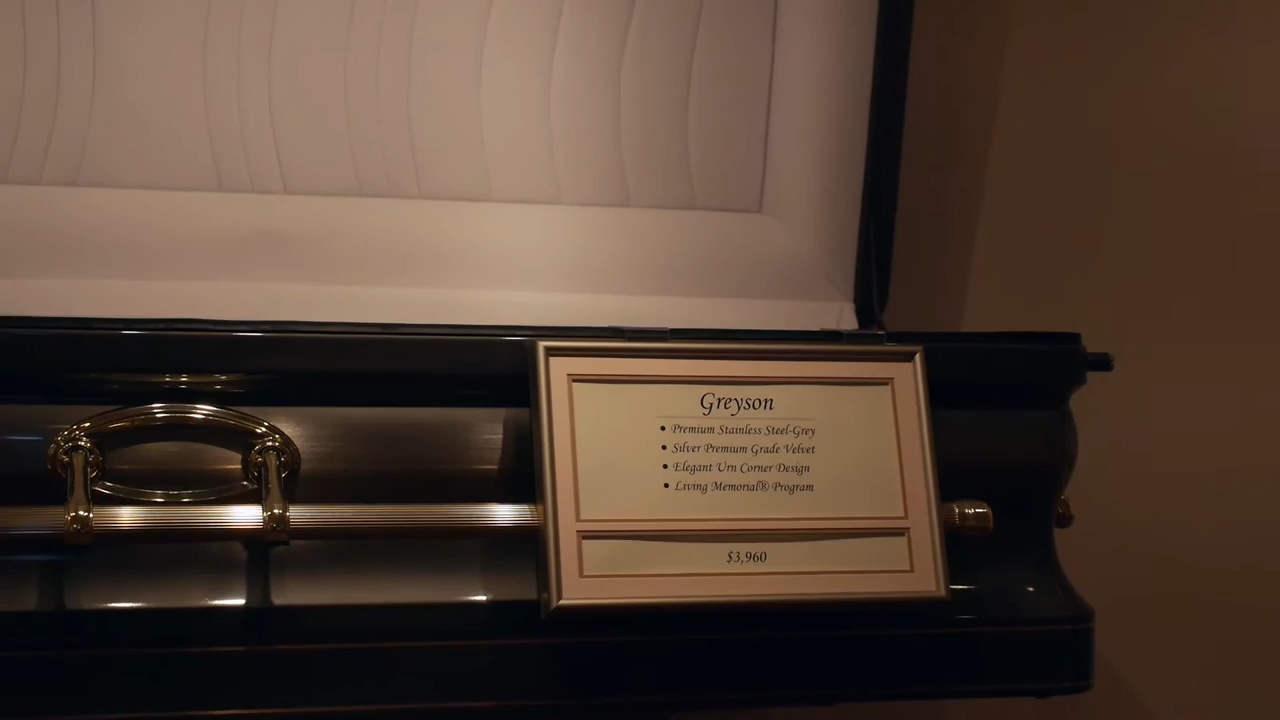 Greyson
• Premium Stainless Steel-Grey
• Silver Premium Grade Velvet
• Elegant Urn Corner Design
• Living Memorial® Program
$3,960